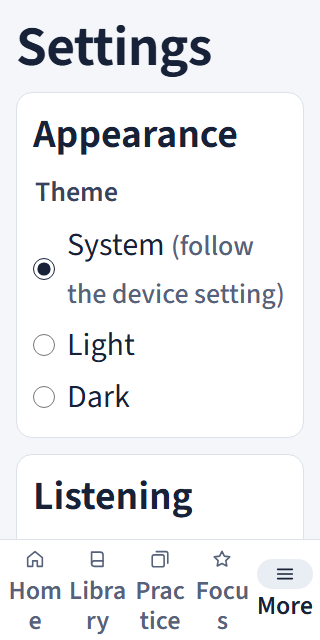 Settings
Appearance
Theme
System (follow
the device setting)
Light
Dark
Listening
Hom
e
Libra
ry
Prac
tice
Focu
s
More